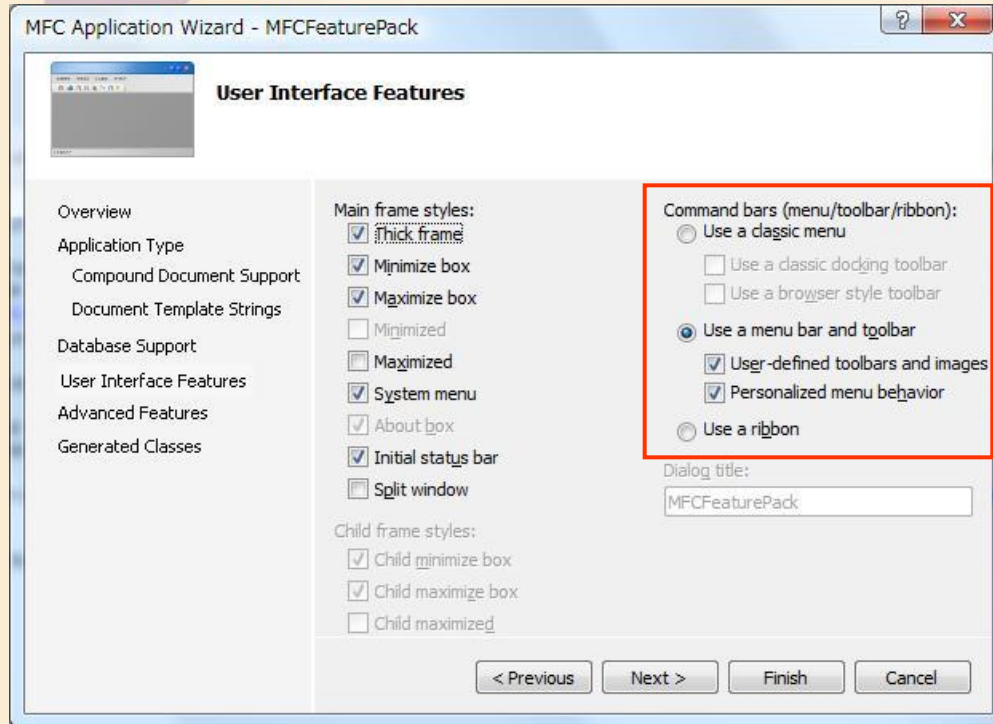 MFC Application Wizard - MFCFeaturePack
User Interface Features
Overview
Application Type
Compound Document Support
Document Template Strings
Database Support
User Interface Features
Advanced Features
Generated Classes
Main frame styles:
Thick frame
Minimize box
Maximize box
Minimized
Maximized
System menu
About box
Initial status bar
Split window
Child frame styles:
Child minimize box
Child maximize box
Child maximized
Command bars (menu/toolbar/ribbon):
Use a classic menu
Use a classic docking toolbar
Use a browser style toolbar
Use a menu bar and toolbar
User-defined toolbars and images
Personalized menu behavior
Use a ribbon
Dialog title:
MFCFeaturePack
< Previous
Next >
Finish
Cancel